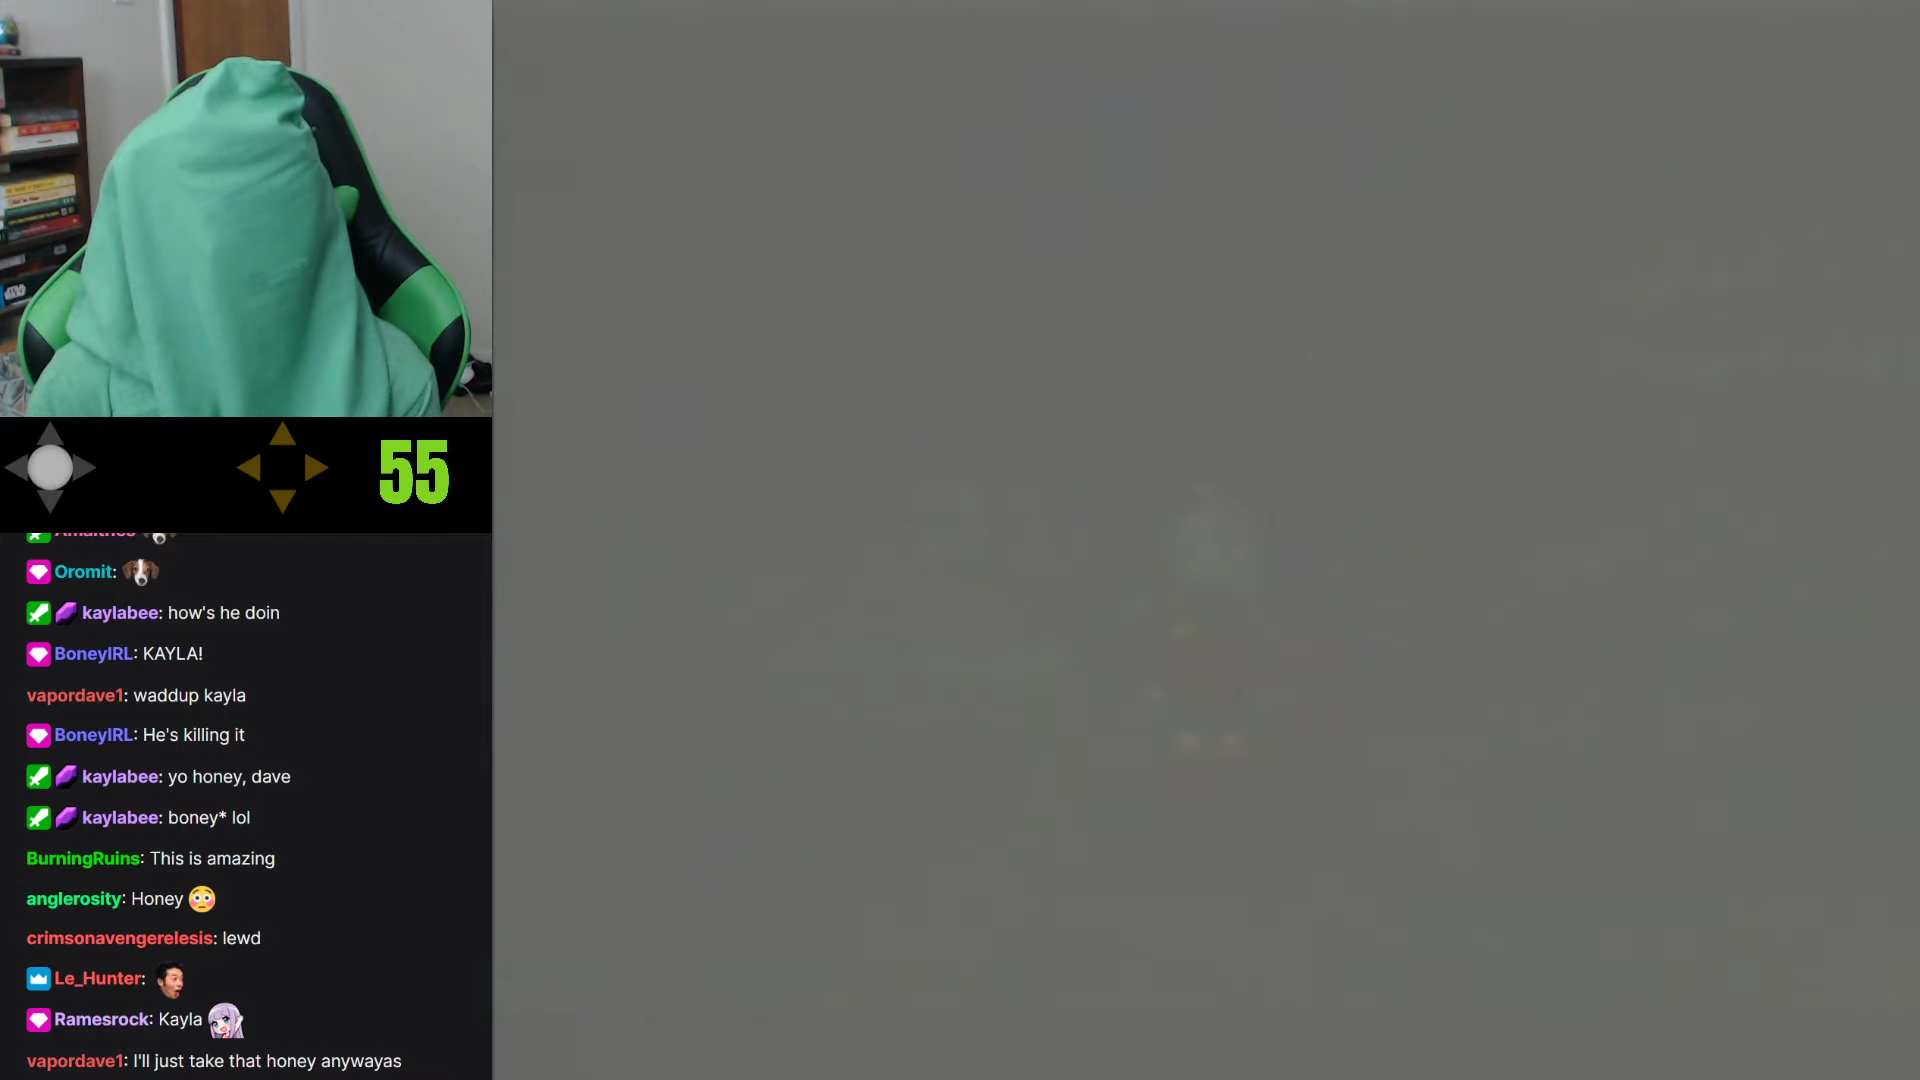 55
Oromit:
kaylabee: how's he doin
BoneyIRL: KAYLA!
vapordave1: waddup kayla
BoneyIRL: He's killing it
kaylabee: yo honey, dave
kaylabee: boney* lol
BurningRuins: This is amazing
anglerosity: Honey 😳
crimsonavengerelesis: lewd
Le_Hunter:
Ramesrock: Kayla
vapordave1: I'll just take that honey anywayas